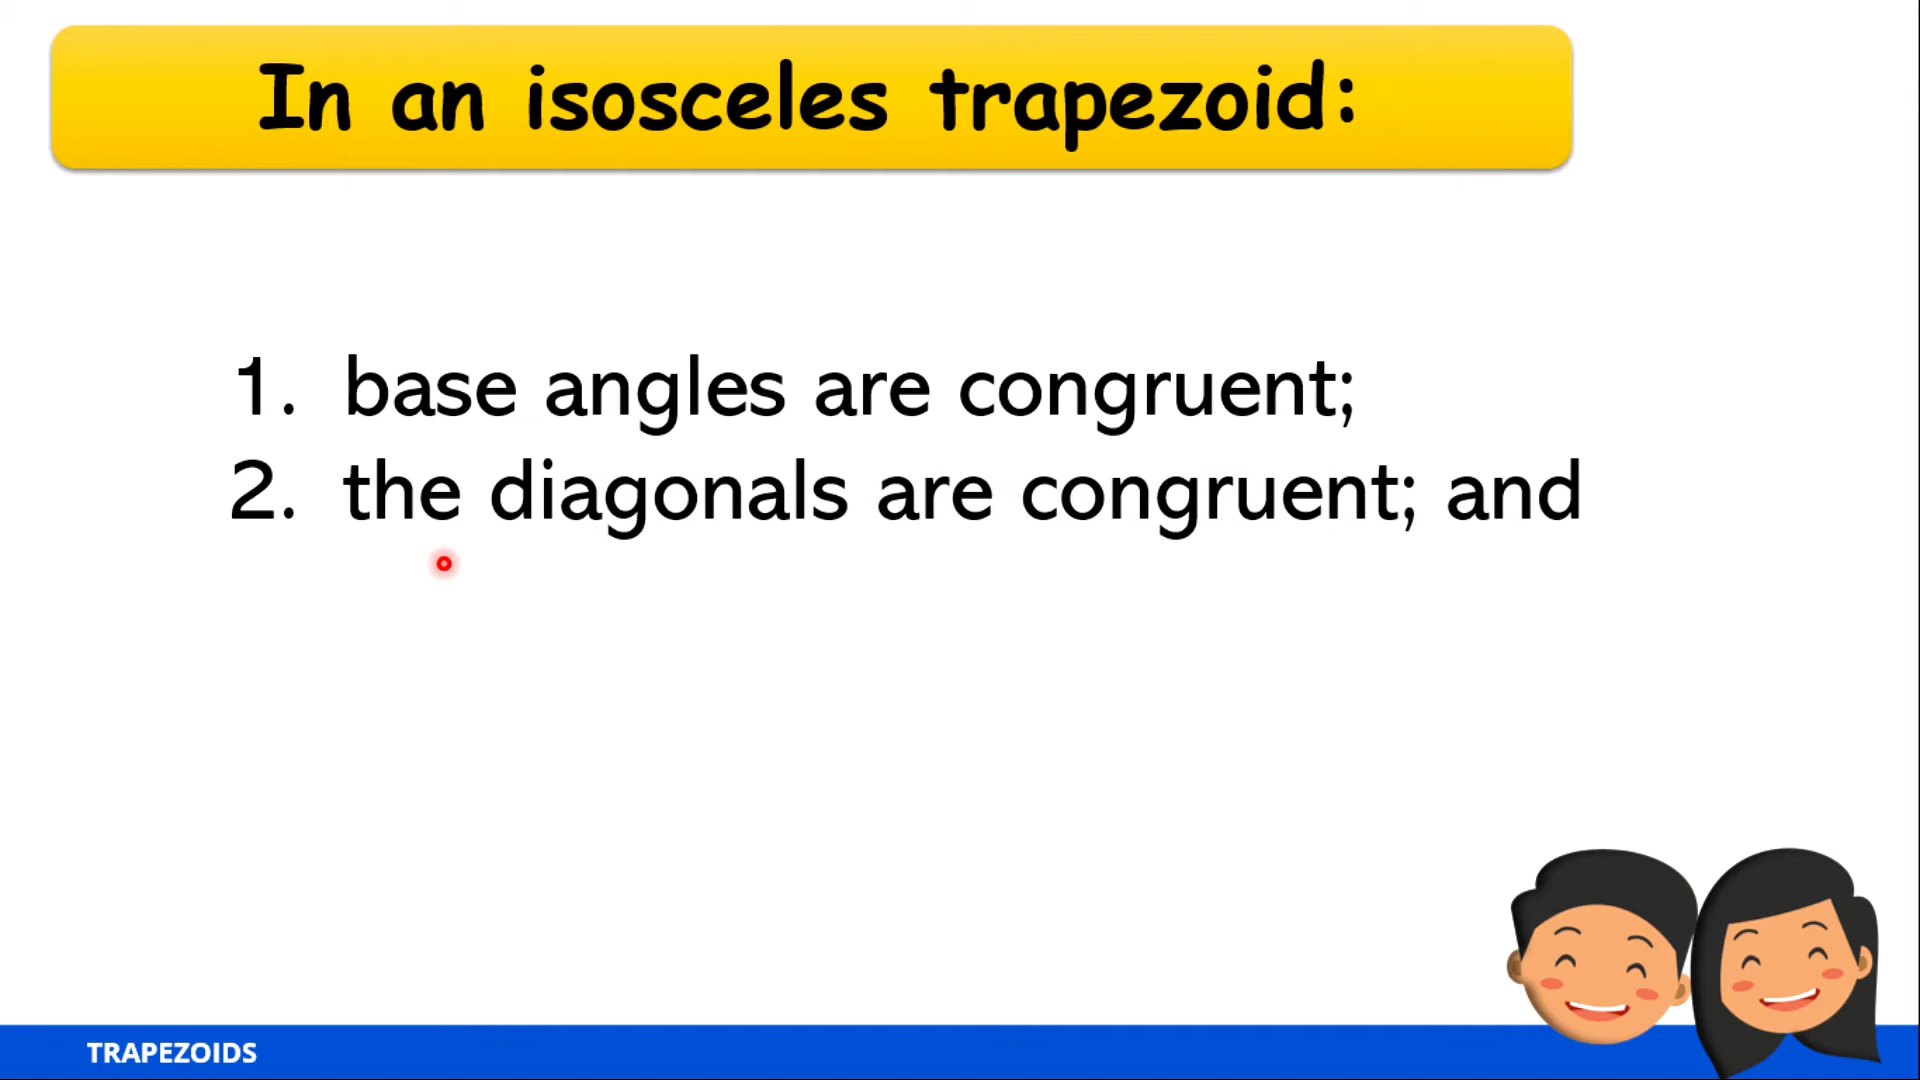 In an isosceles trapezoid:
1. base angles are congruent;
2. the diagonals are congruent; and
TRAPEZOIDS